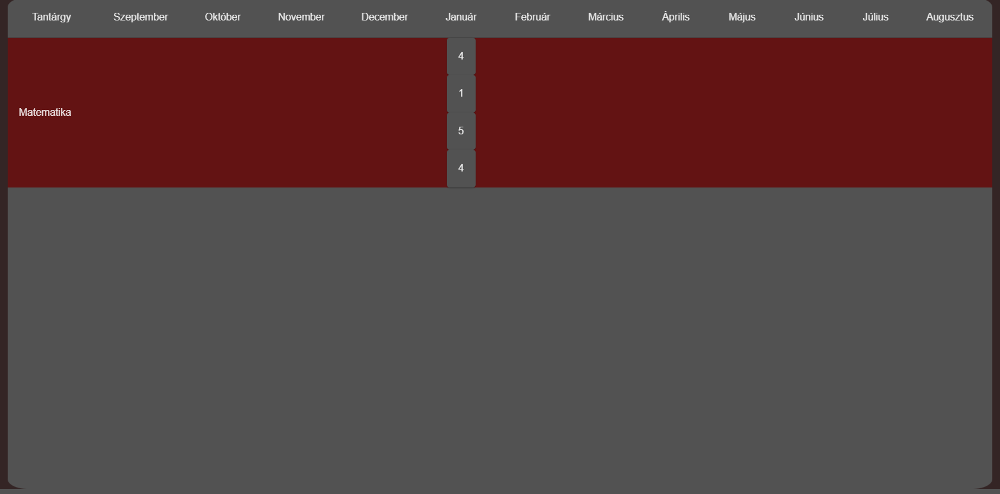 Tantárgy Szeptember Október November December Január Február Március Április Május Június Július Augusztus
4
1
Matematika
5
4